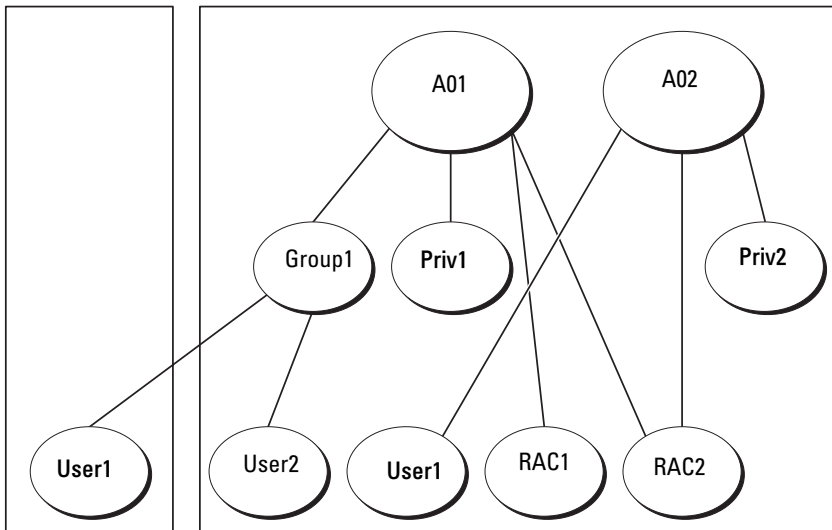 A01
A02
Group1
Priv1
Priv2
User1
User2
User1
RAC1
RAC2